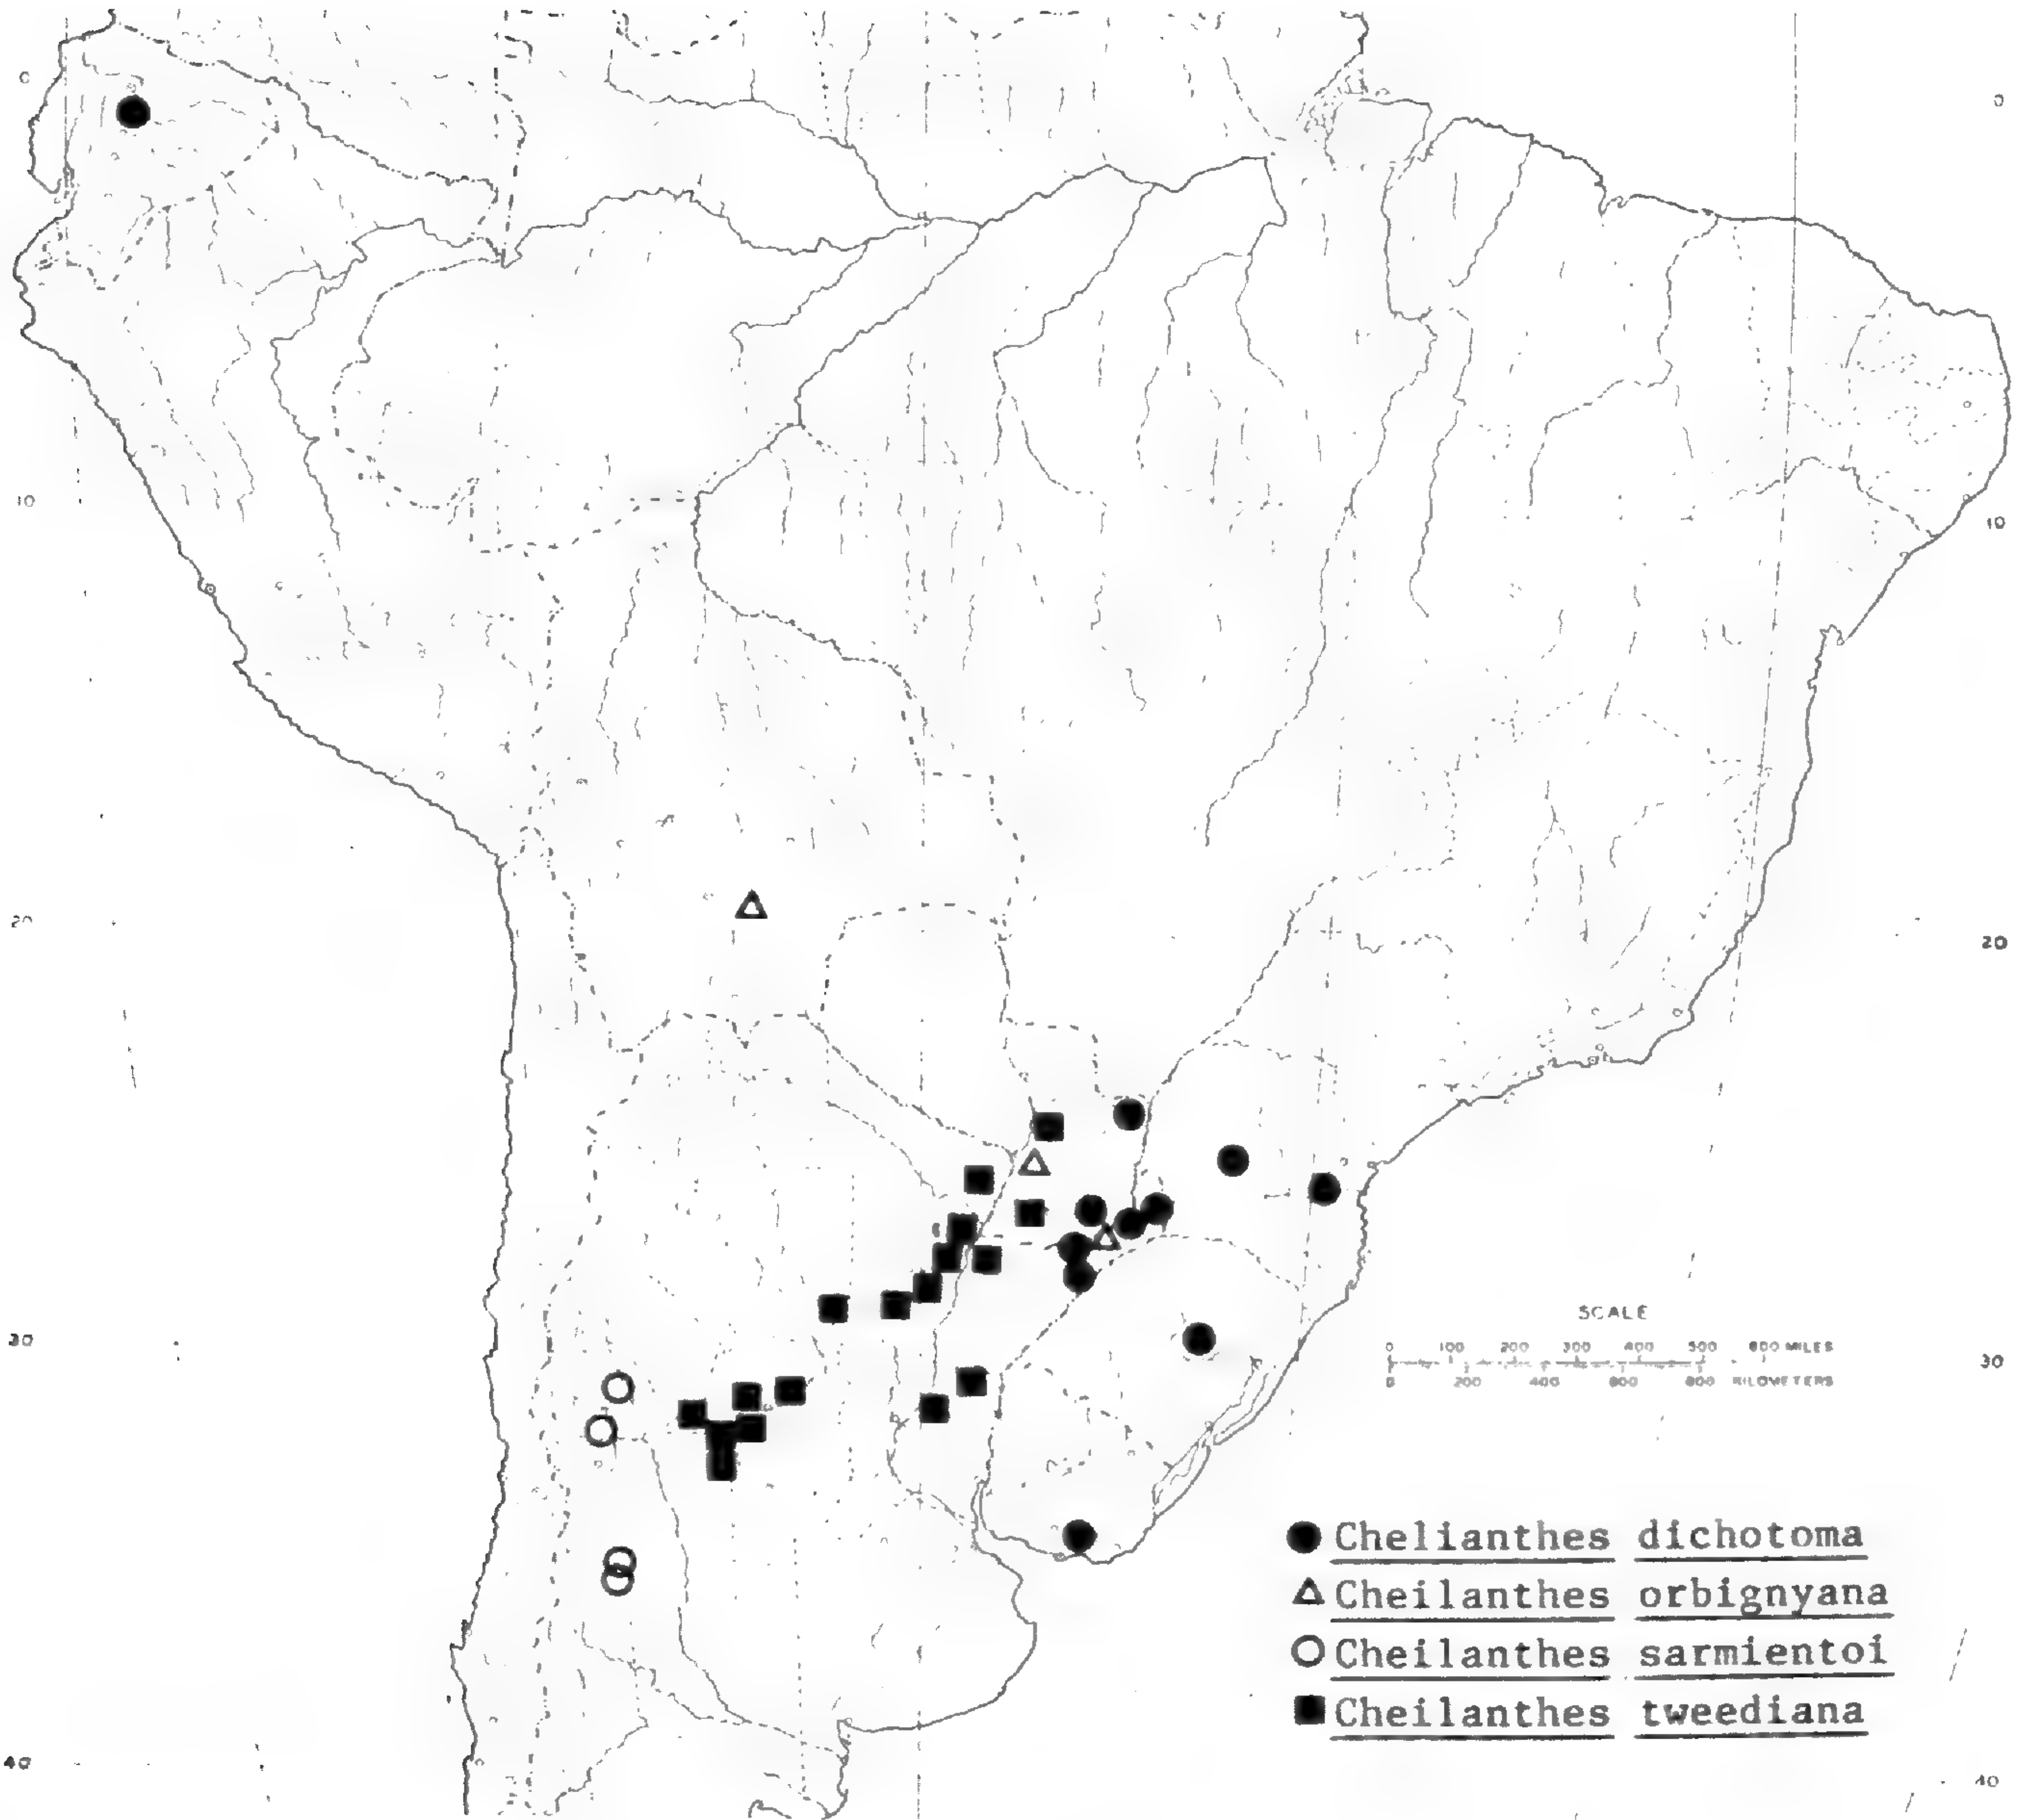 0
0
10
10
20
20
30
30
SCALE
0 100 200 300 400 500 600 MILES
0 200 400 600 800 KILOMETERS
Chelianthes dichotoma
Cheilanthes orbignyana
Cheilanthes sarmientoi
Cheilanthes tweediana
40
40